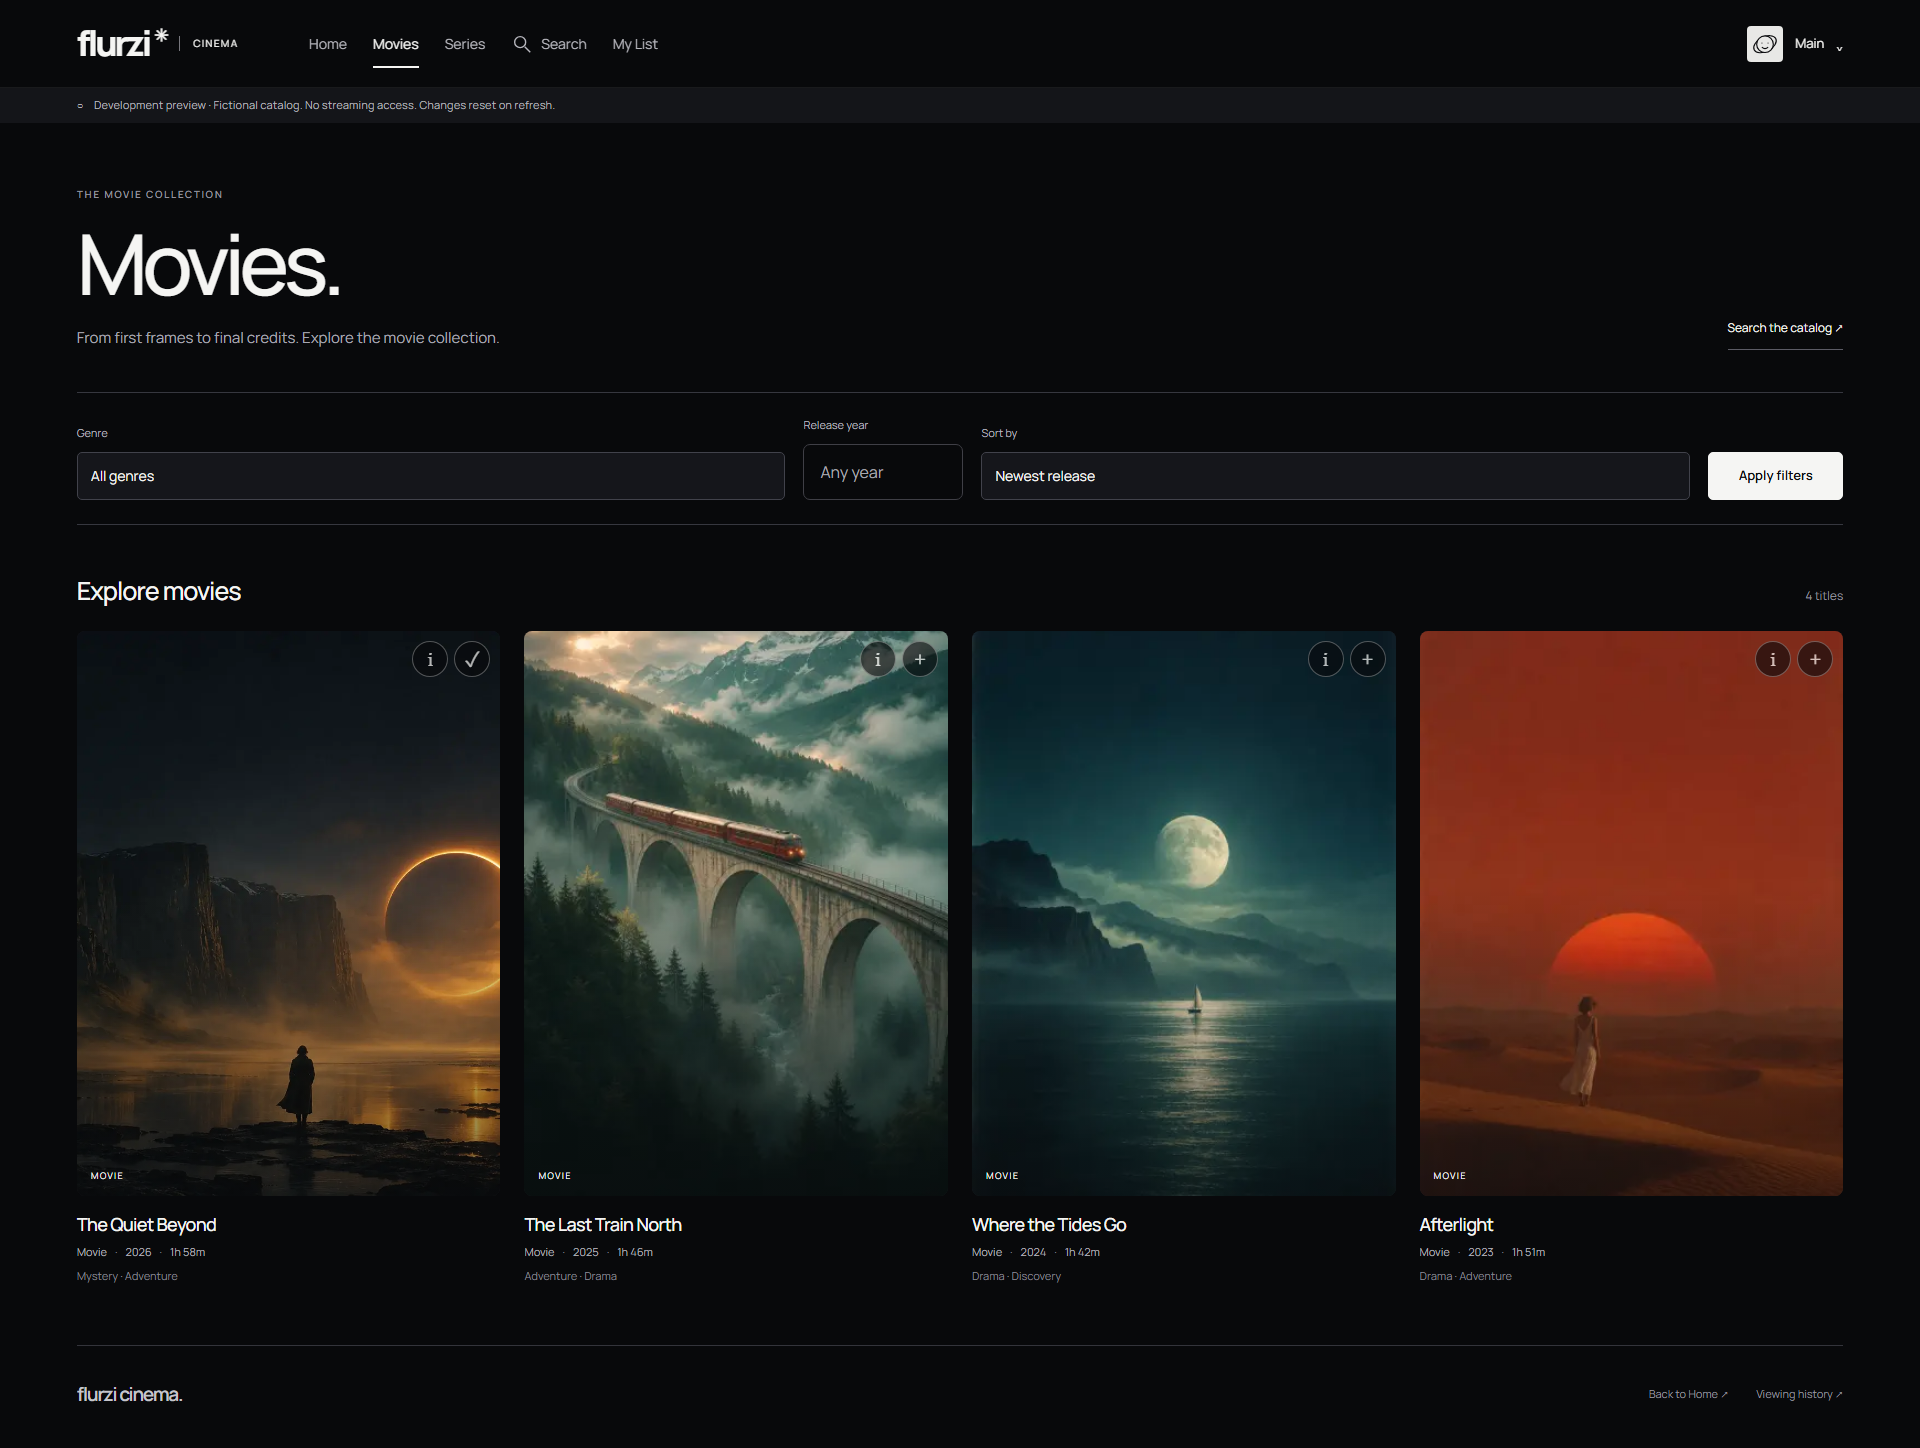 flurzi* CINEMA Home Movies Series Search My List Main
Development preview · Fictional catalog. No streaming access. Changes reset on refresh.
THE MOVIE COLLECTION
Movies.
From first frames to final credits. Explore the movie collection.
Search the catalog ↗
Genre
All genres
Release year
Any year
Sort by
Newest release
Apply filters
Explore movies
4 titles
i ✓
MOVIE
The Quiet Beyond
Movie · 2026 · 1h 58m
Mystery · Adventure
i +
MOVIE
The Last Train North
Movie · 2025 · 1h 46m
Adventure · Drama
i +
MOVIE
Where the Tides Go
Movie · 2024 · 1h 42m
Drama · Discovery
i +
MOVIE
Afterlight
Movie · 2023 · 1h 51m
Drama · Adventure
flurzi cinema.
Back to Home ↗ Viewing history ↗